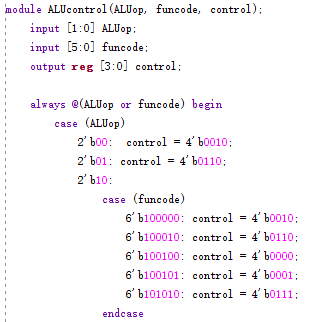 module ALUcontrol(ALUop, funcode, control);
input [1:0] ALUop;
input [5:0] funcode;
output reg [3:0] control;
always @(ALUop or funcode) begin
case (ALUop)
2'b00: control = 4'b0010;
2'b01: control = 4'b0110;
2'b10:
case (funcode)
6'b100000: control = 4'b0010;
6'b100010: control = 4'b0110;
6'b100100: control = 4'b0000;
6'b100101: control = 4'b0001;
6'b101010: control = 4'b0111;
endcase